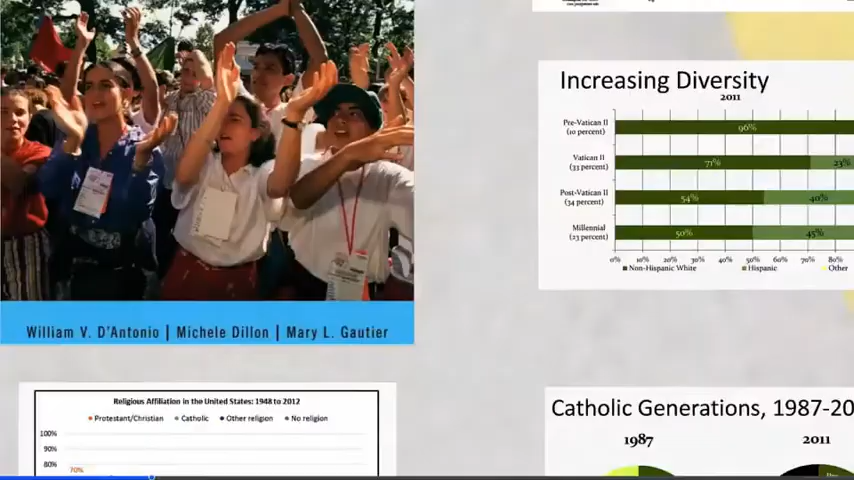 Increasing Diversity
2011
Pre-Vatican II
(10 percent)
96%
Vatican II
(33 percent)
71%
23%
Post-Vatican II
(34 percent)
54%
40%
Millennial
(23 percent)
50%
45%
0% 10% 20% 30% 40% 50% 60% 70% 80%
Non-Hispanic White Hispanic Other
William V. D'Antonio | Michele Dillon | Mary L. Gautier
Religious Affiliation in the United States: 1948 to 2012
Protestant/Christian Catholic Other religion No religion
100%
90%
80%
70%
Catholic Generations, 1987-20
1987
2011